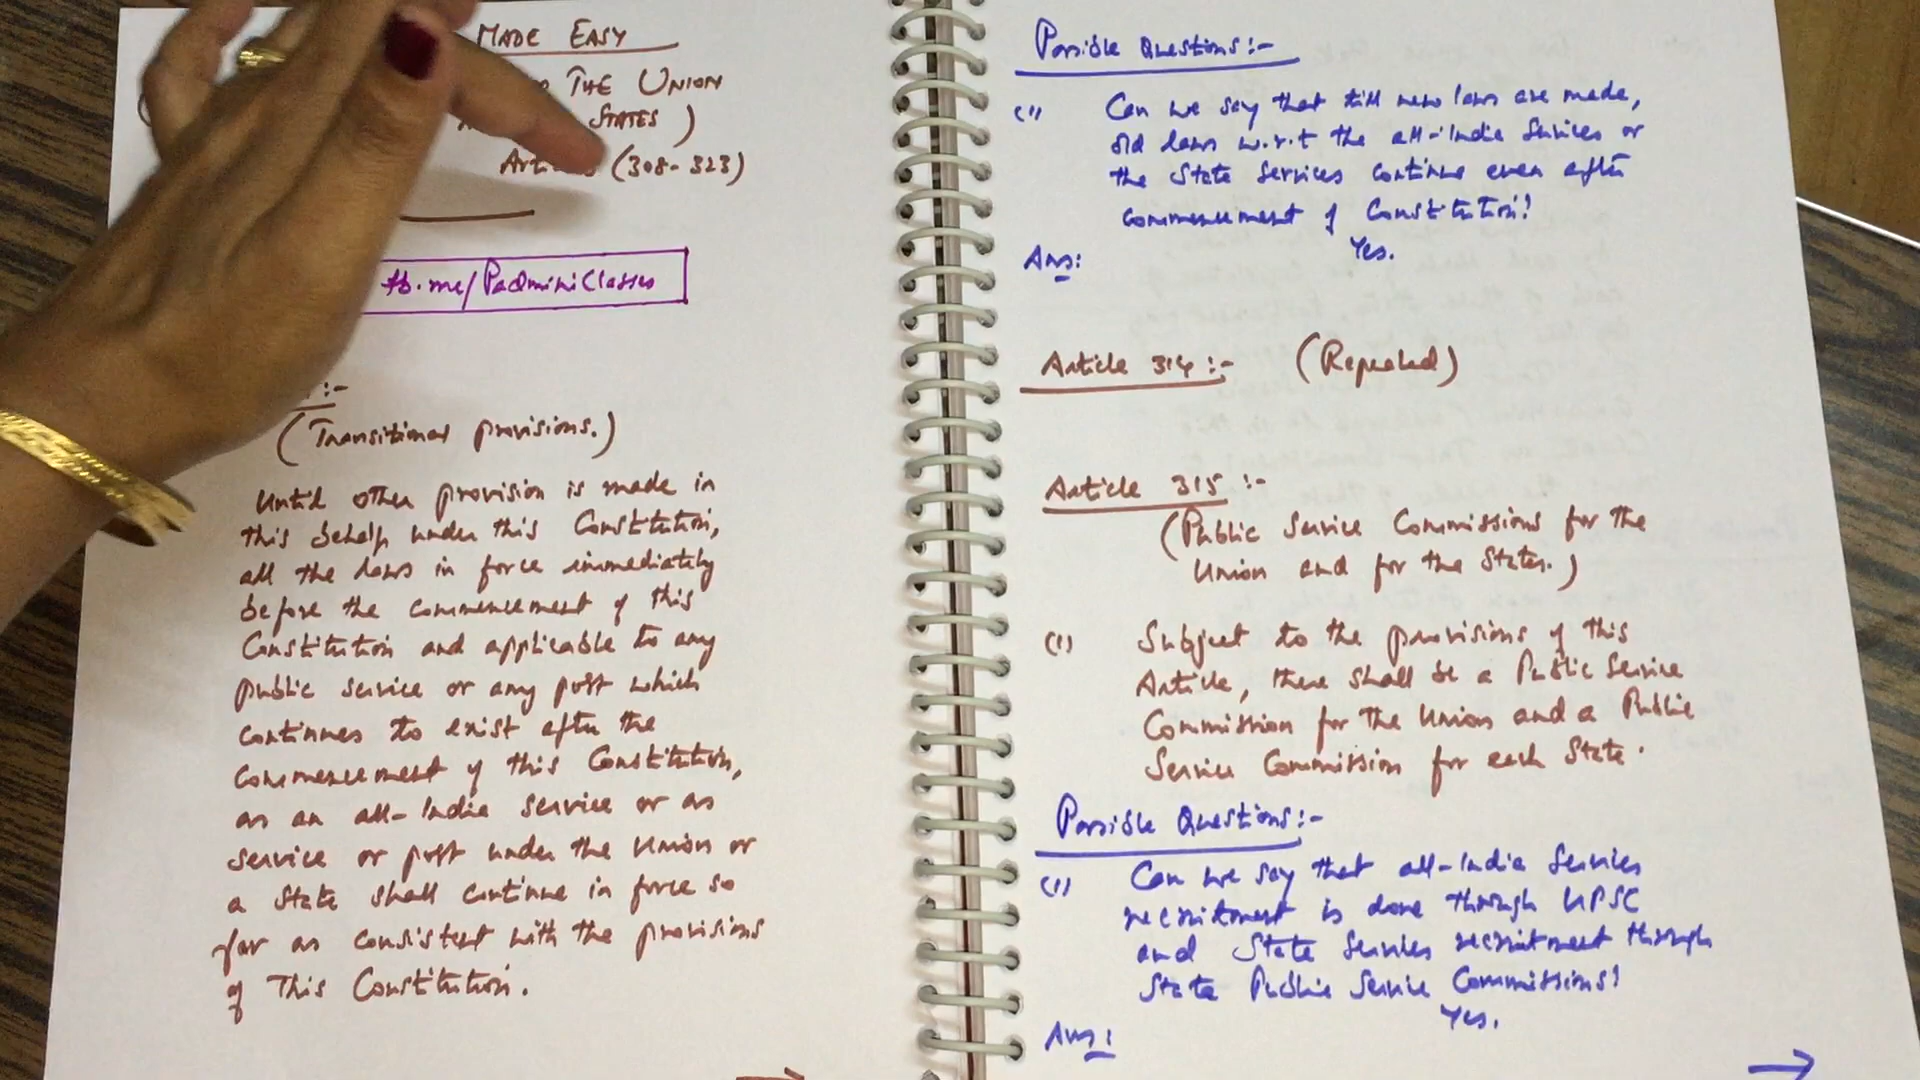 MADE EASY
THE UNION
STATES )
(308-323)
fb.me/PadminiClasses
:-
(Transitional provisions.)
Until other provision is made in
this behalf under this Constitution,
all the laws in force immediately
before the commencement of this
Constitution and applicable to any
public service or any post which
continues to exist after the
commencement of this Constitution,
as an all-India service or as
service or post under the Union or
a State shall continue in force so
far as consistent with the provisions
of This Constitution.
Possible Questions:-
(1) Can we say that till new laws are made,
old laws w.r.t the all-India Services or
the State Services continue even after
commencement of Constitution?
Ans: Yes.
Article 314:- (Repealed)
Article 315 :-
(Public Service Commissions for the
Union and for the States.)
(1) Subject to the provisions of this
Article, there shall be a Public Service
Commission for the Union and a Public
Service Commission for each State.
Possible Questions:-
(1) Can we say that all-India Services
recruitment is done through UPSC
and State Services recruitment through
State Public Service Commissions?
Ans: Yes.